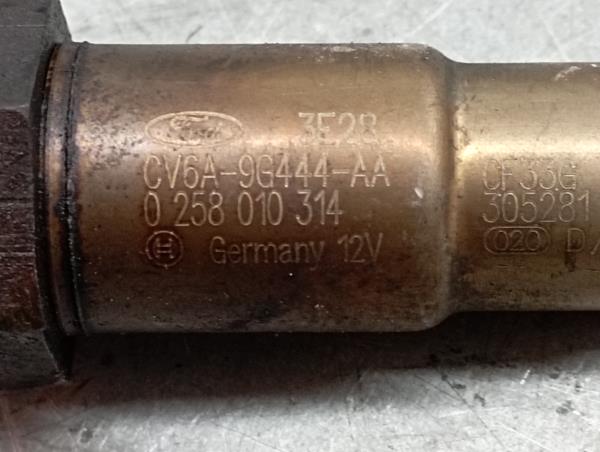 Ford 3E28
CV6A-9G444-AA
0 258 010 314
H Germany 12V
CF33G
305281
020 D